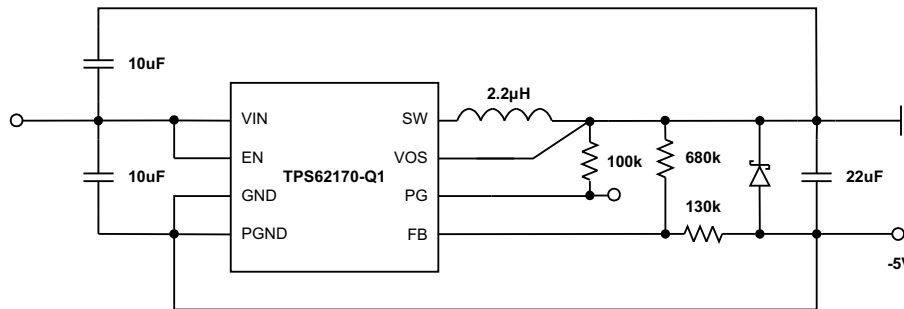 10uF
2.2µH
VIN
SW
EN
VOS
10uF
TPS62170-Q1
100k
680k
22uF
GND
PG
130k
PGND
FB
-5V